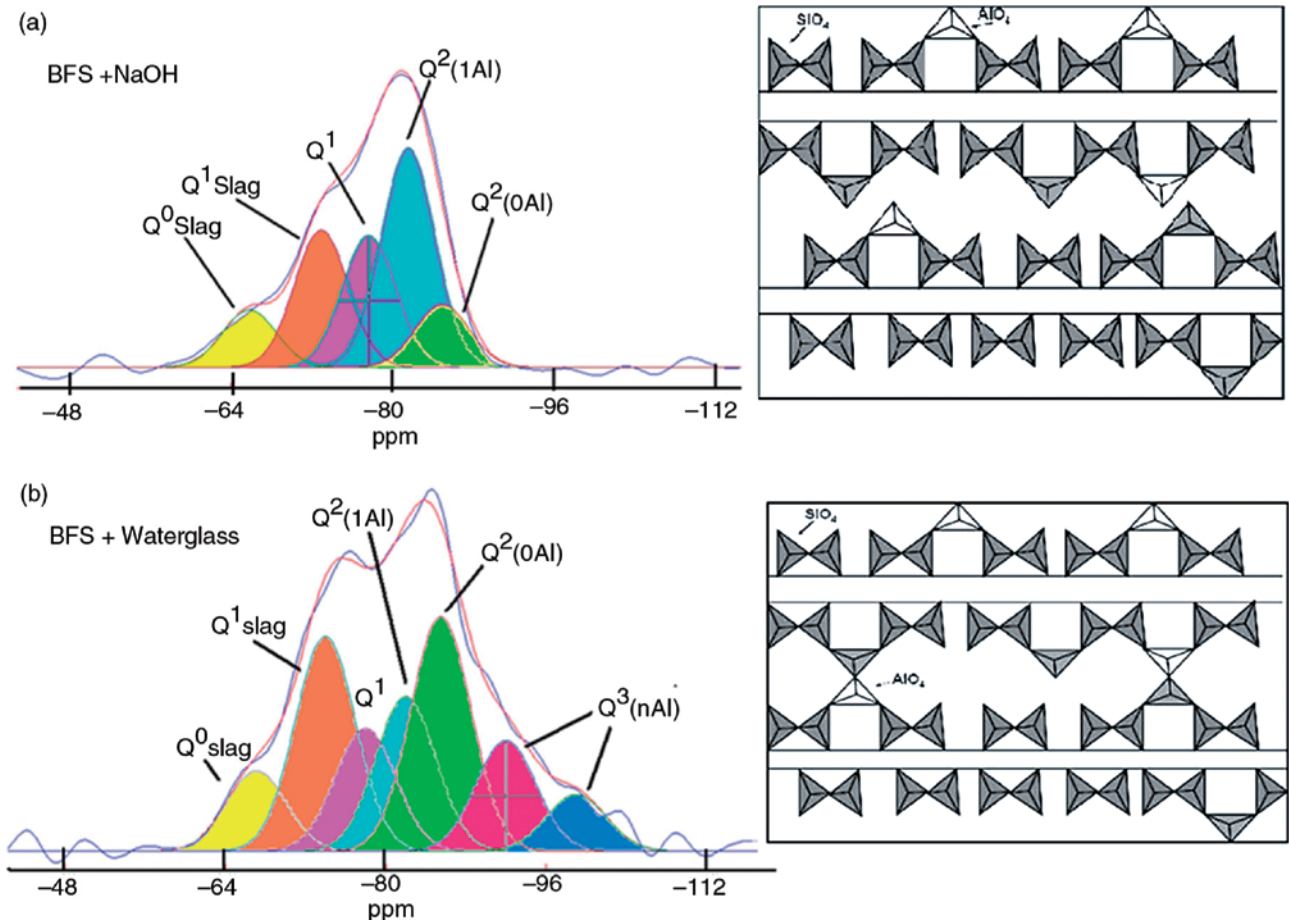 (a)
BFS +NaOH
Q²(1Al)
Q¹
Q¹Slag
Q⁰Slag
Q²(0Al)
−48
−64
−80
−96
−112
ppm
SIO₄
AlO₄
(b)
BFS + Waterglass
Q²(1Al)
Q²(0Al)
Q¹slag
Q¹
Q³(nAl)
Q⁰slag
−48
−64
−80
−96
−112
ppm
SIO₄
AlO₄